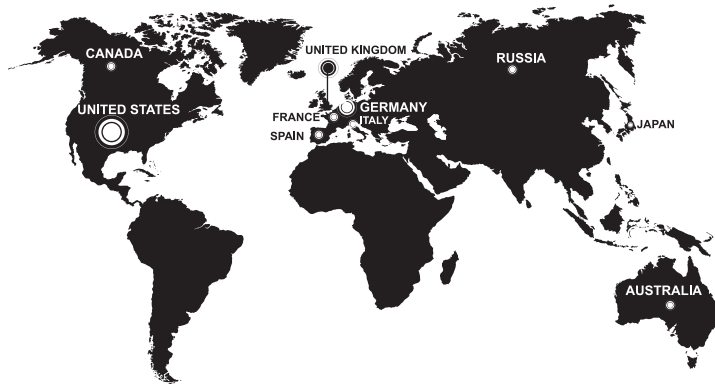 CANADA
UNITED KINGDOM
RUSSIA
UNITED STATES
GERMANY
FRANCE
ITALY
JAPAN
SPAIN
AUSTRALIA